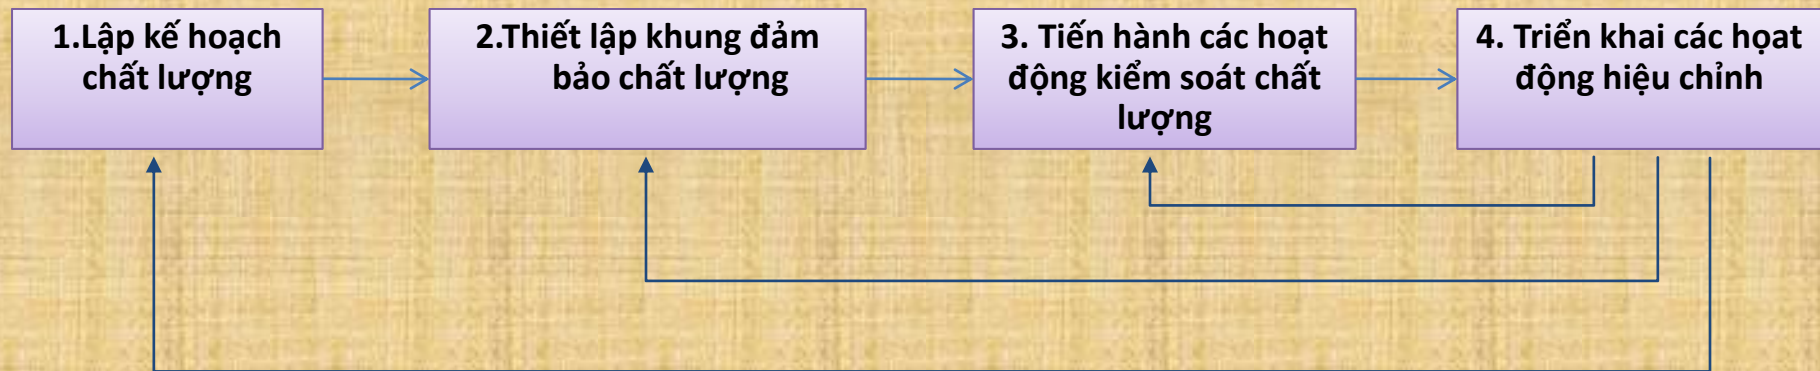 1.Lập kế hoạch
chất lượng
2.Thiết lập khung đảm
bảo chất lượng
3. Tiến hành các hoạt
động kiểm soát chất
lượng
4. Triển khai các họat
động hiệu chỉnh